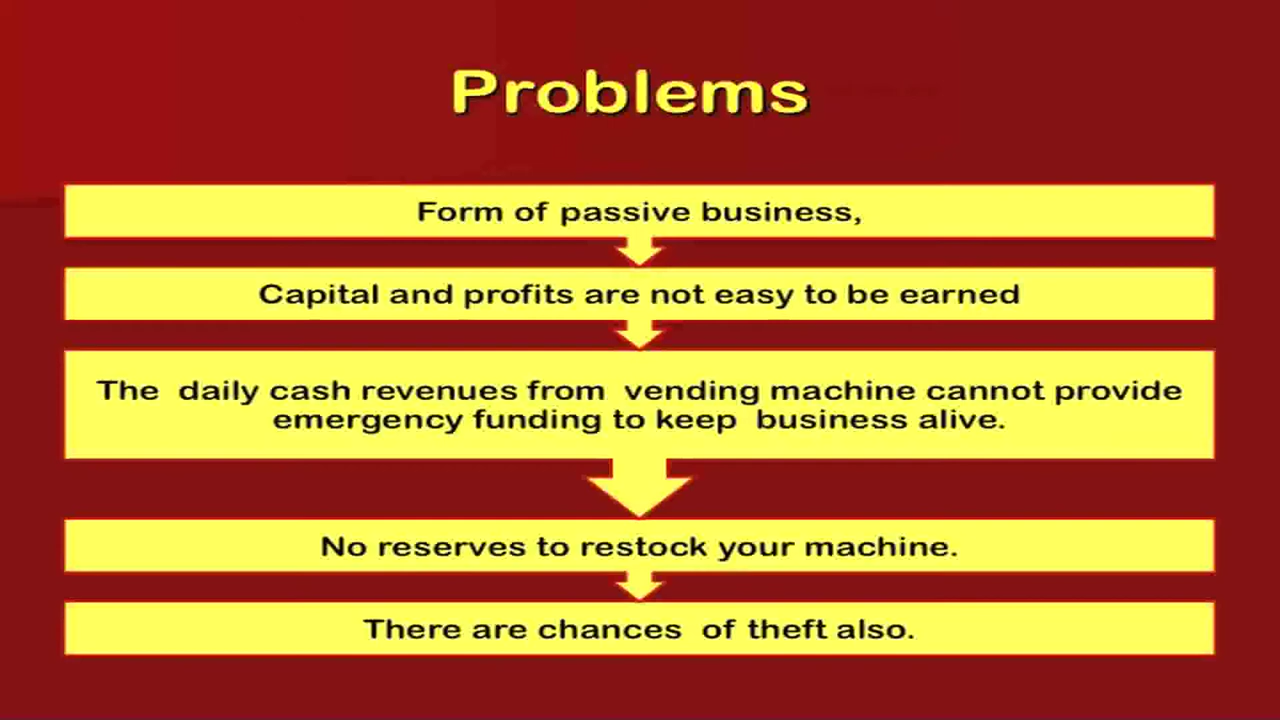 Problems
Form of passive business,
Capital and profits are not easy to be earned
The daily cash revenues from vending machine cannot provide
emergency funding to keep business alive.
No reserves to restock your machine.
There are chances of theft also.